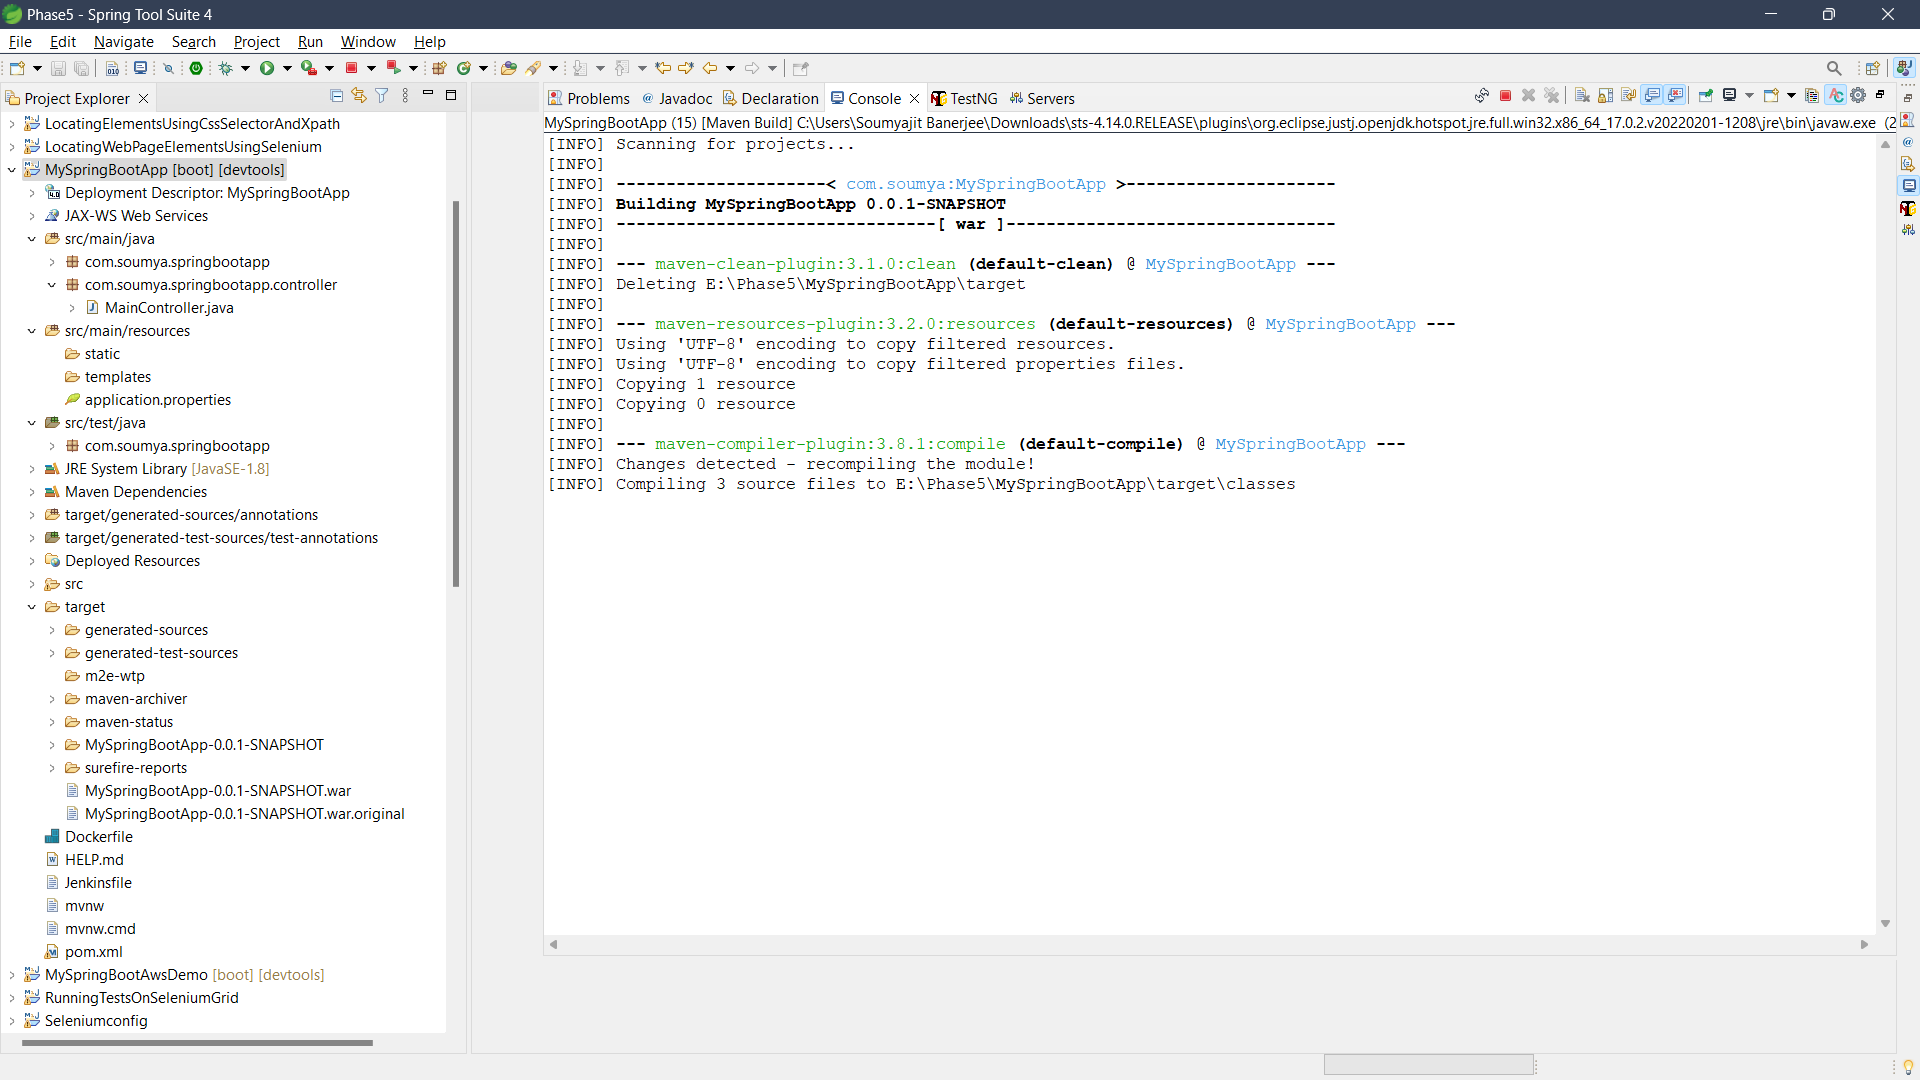 Phase5 - Spring Tool Suite 4
File Edit Navigate Search Project Run Window Help
Project Explorer
LocatingElementsUsingCssSelectorAndXpath
LocatingWebPageElementsUsingSelenium
MySpringBootApp [boot] [devtools]
Deployment Descriptor: MySpringBootApp
JAX-WS Web Services
src/main/java
com.soumya.springbootapp
com.soumya.springbootapp.controller
MainController.java
src/main/resources
static
templates
application.properties
src/test/java
com.soumya.springbootapp
JRE System Library [JavaSE-1.8]
Maven Dependencies
target/generated-sources/annotations
target/generated-test-sources/test-annotations
Deployed Resources
src
target
generated-sources
generated-test-sources
m2e-wtp
maven-archiver
maven-status
MySpringBootApp-0.0.1-SNAPSHOT
surefire-reports
MySpringBootApp-0.0.1-SNAPSHOT.war
MySpringBootApp-0.0.1-SNAPSHOT.war.original
Dockerfile
HELP.md
Jenkinsfile
mvnw
mvnw.cmd
pom.xml
MySpringBootAwsDemo [boot] [devtools]
RunningTestsOnSeleniumGrid
Seleniumconfig
Problems Javadoc Declaration Console TestNG Servers
MySpringBootApp (15) [Maven Build] C:\Users\Soumyajit Banerjee\Downloads\sts-4.14.0.RELEASE\plugins\org.eclipse.justj.openjdk.hotspot.jre.full.win32.x86_64_17.0.2.v20220201-1208\jre\bin\javaw.exe (2
[INFO] Scanning for projects...
[INFO]
[INFO] ---------------------< com.soumya:MySpringBootApp >---------------------
[INFO] Building MySpringBootApp 0.0.1-SNAPSHOT
[INFO] --------------------------------[ war ]---------------------------------
[INFO]
[INFO] --- maven-clean-plugin:3.1.0:clean (default-clean) @ MySpringBootApp ---
[INFO] Deleting E:\Phase5\MySpringBootApp\target
[INFO]
[INFO] --- maven-resources-plugin:3.2.0:resources (default-resources) @ MySpringBootApp ---
[INFO] Using 'UTF-8' encoding to copy filtered resources.
[INFO] Using 'UTF-8' encoding to copy filtered properties files.
[INFO] Copying 1 resource
[INFO] Copying 0 resource
[INFO]
[INFO] --- maven-compiler-plugin:3.8.1:compile (default-compile) @ MySpringBootApp ---
[INFO] Changes detected - recompiling the module!
[INFO] Compiling 3 source files to E:\Phase5\MySpringBootApp\target\classes